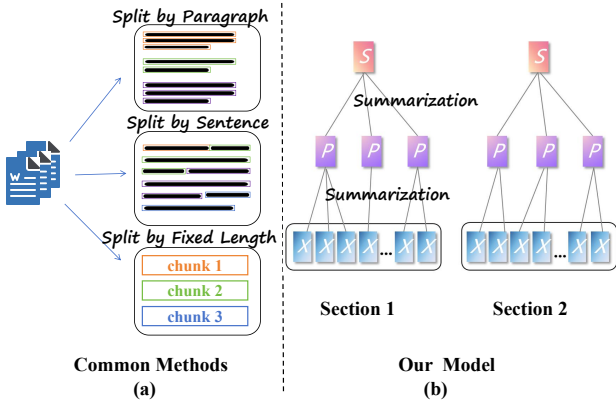 Split by Paragraph
Split by Sentence
Split by Fixed Length
chunk 1
chunk 2
chunk 3
W
Common Methods
(a)
S
S
Summarization
P P P
P P P
Summarization
X X X X ... X X
X X X X ... X X
Section 1
Section 2
Our Model
(b)